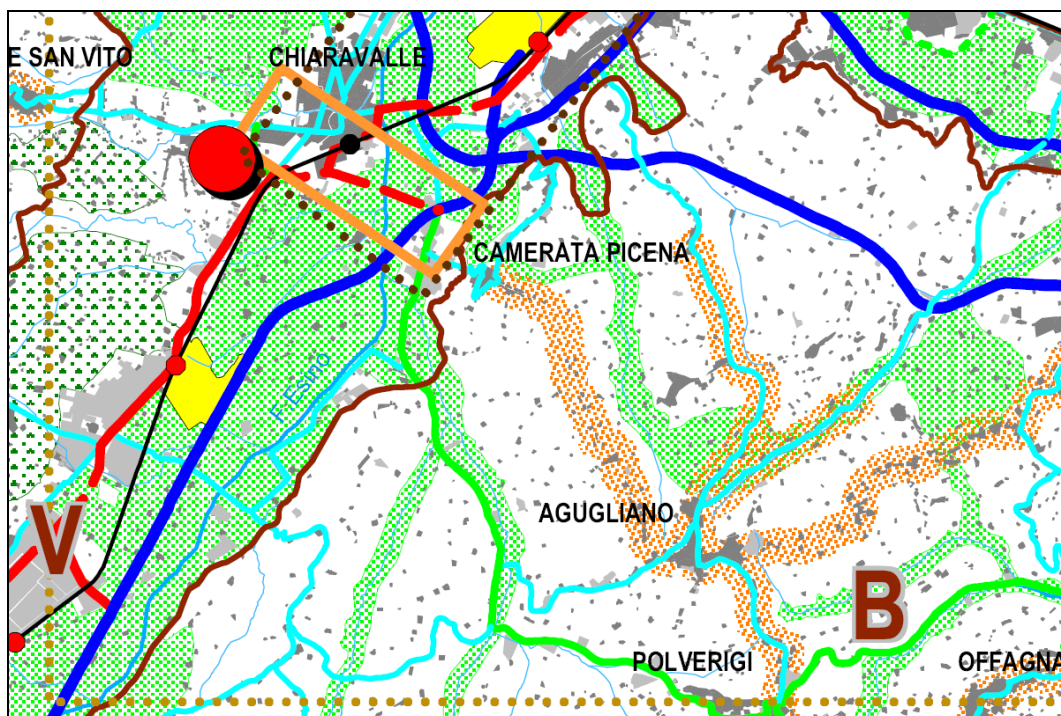 E SAN VITO
CHIARAVALLE
CAMERATA PICENA
F. ESINO
AGUGLIANO
V
B
POLVERIGI
OFFAGNA